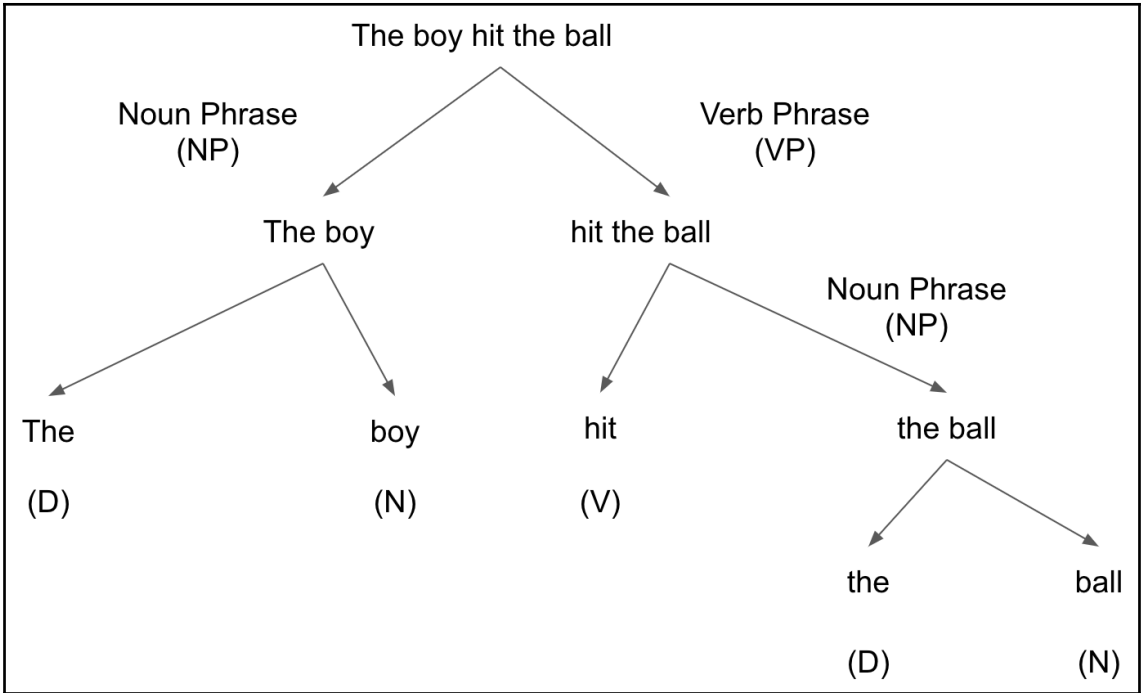 The boy hit the ball
Noun Phrase
(NP)
Verb Phrase
(VP)
The boy
hit the ball
Noun Phrase
(NP)
The
boy
hit
the ball
(D)
(N)
(V)
the
ball
(D)
(N)